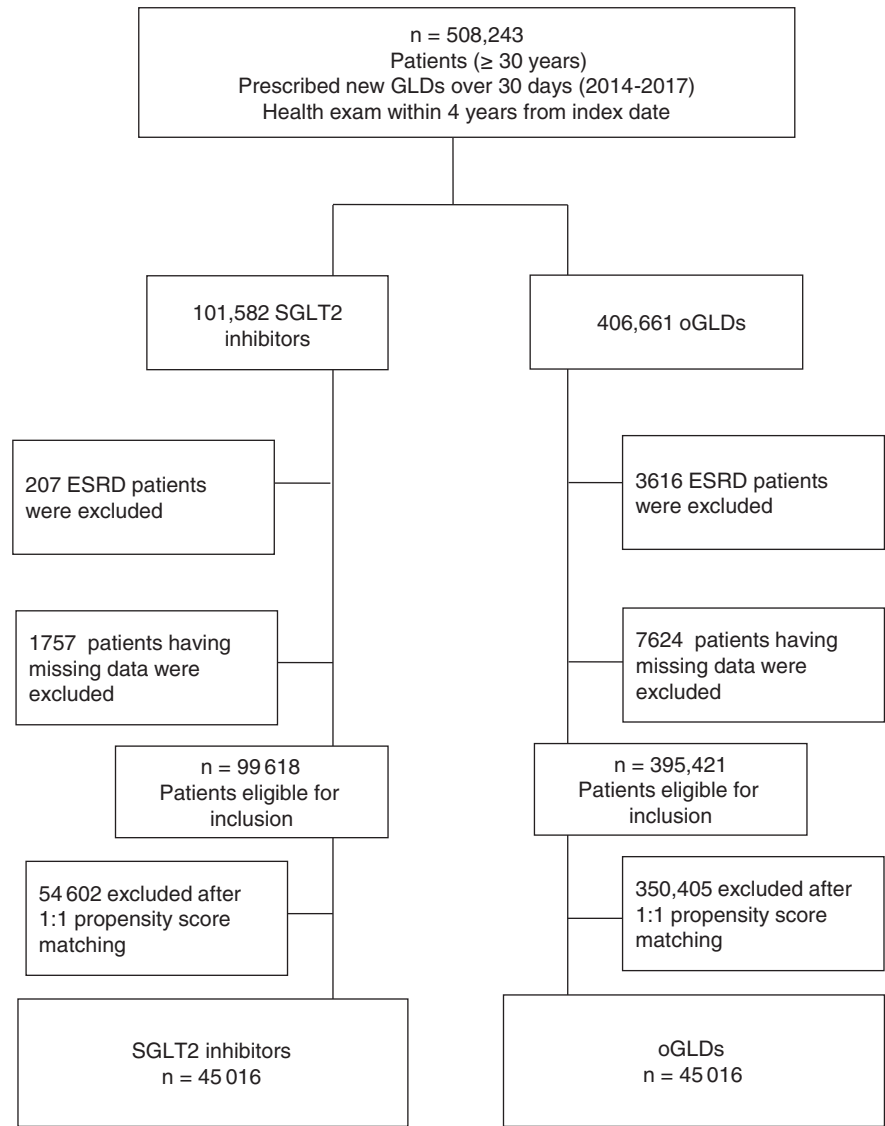 n = 508,243
Patients (≥ 30 years)
Prescribed new GLDs over 30 days (2014-2017)
Health exam within 4 years from index date
101,582 SGLT2
inhibitors
406,661 oGLDs
207 ESRD patients
were excluded
3616 ESRD patients
were excluded
1757 patients having
missing data were
excluded
7624 patients having
missing data were
excluded
n = 99 618
Patients eligible for
inclusion
n = 395,421
Patients eligible for
inclusion
54 602 excluded after
1:1 propensity score
matching
350,405 excluded after
1:1 propensity score
matching
SGLT2 inhibitors
n = 45 016
oGLDs
n = 45 016